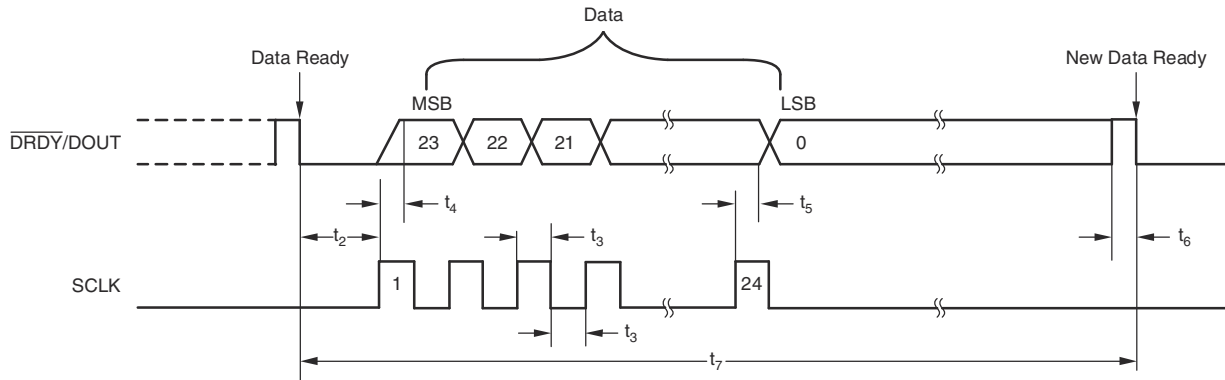 Data
Data Ready
New Data Ready
MSB
LSB
DRDY/DOUT
23
22
21
0
t4
t5
t2
t3
t6
SCLK
1
24
t3
t7